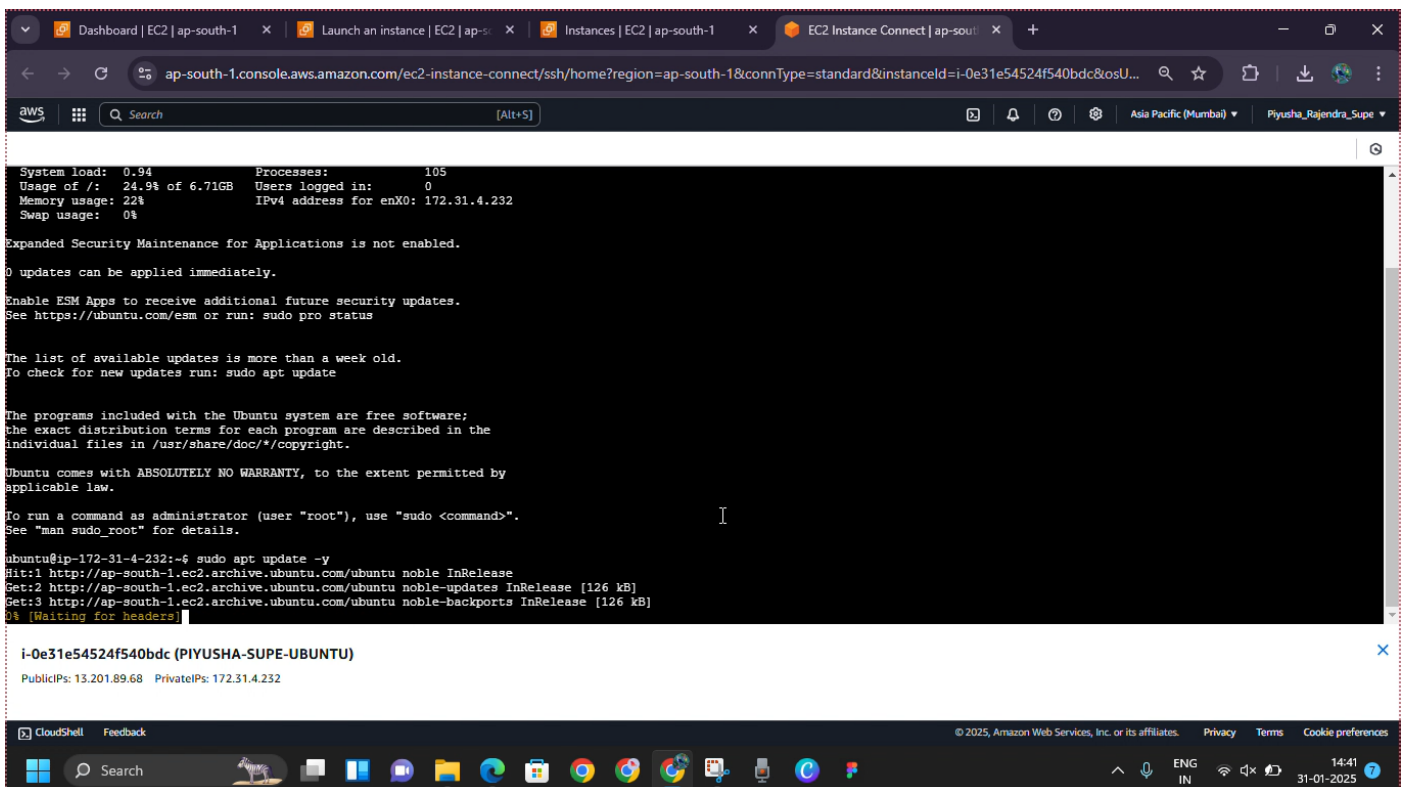 Dashboard | EC2 | ap-south-1
Launch an instance | EC2 | ap-sc
Instances | EC2 | ap-south-1
EC2 Instance Connect | ap-sout
ap-south-1.console.aws.amazon.com/ec2-instance-connect/ssh/home?region=ap-south-1&connType=standard&instanceId=i-0e31e54524f540bdc&osU...
aws Search [Alt+S] Asia Pacific (Mumbai) Piyusha_Rajendra_Supe
System load: 0.94 Processes: 105
Usage of /: 24.9% of 6.71GB Users logged in: 0
Memory usage: 22% IPv4 address for enX0: 172.31.4.232
Swap usage: 0%
Expanded Security Maintenance for Applications is not enabled.
0 updates can be applied immediately.
Enable ESM Apps to receive additional future security updates.
See https://ubuntu.com/esm or run: sudo pro status
The list of available updates is more than a week old.
To check for new updates run: sudo apt update
The programs included with the Ubuntu system are free software;
the exact distribution terms for each program are described in the
individual files in /usr/share/doc/*/copyright.
Ubuntu comes with ABSOLUTELY NO WARRANTY, to the extent permitted by
applicable law.
To run a command as administrator (user "root"), use "sudo <command>".
See "man sudo_root" for details.
ubuntu@ip-172-31-4-232:~$ sudo apt update -y
Hit:1 http://ap-south-1.ec2.archive.ubuntu.com/ubuntu noble InRelease
Get:2 http://ap-south-1.ec2.archive.ubuntu.com/ubuntu noble-updates InRelease [126 kB]
Get:3 http://ap-south-1.ec2.archive.ubuntu.com/ubuntu noble-backports InRelease [126 kB]
0% [Waiting for headers]
i-0e31e54524f540bdc (PIYUSHA-SUPE-UBUNTU)
PublicIPs: 13.201.89.68 PrivateIPs: 172.31.4.232
CloudShell Feedback © 2025, Amazon Web Services, Inc. or its affiliates. Privacy Terms Cookie preferences
Search ENG 14:41
IN 31-01-2025 7